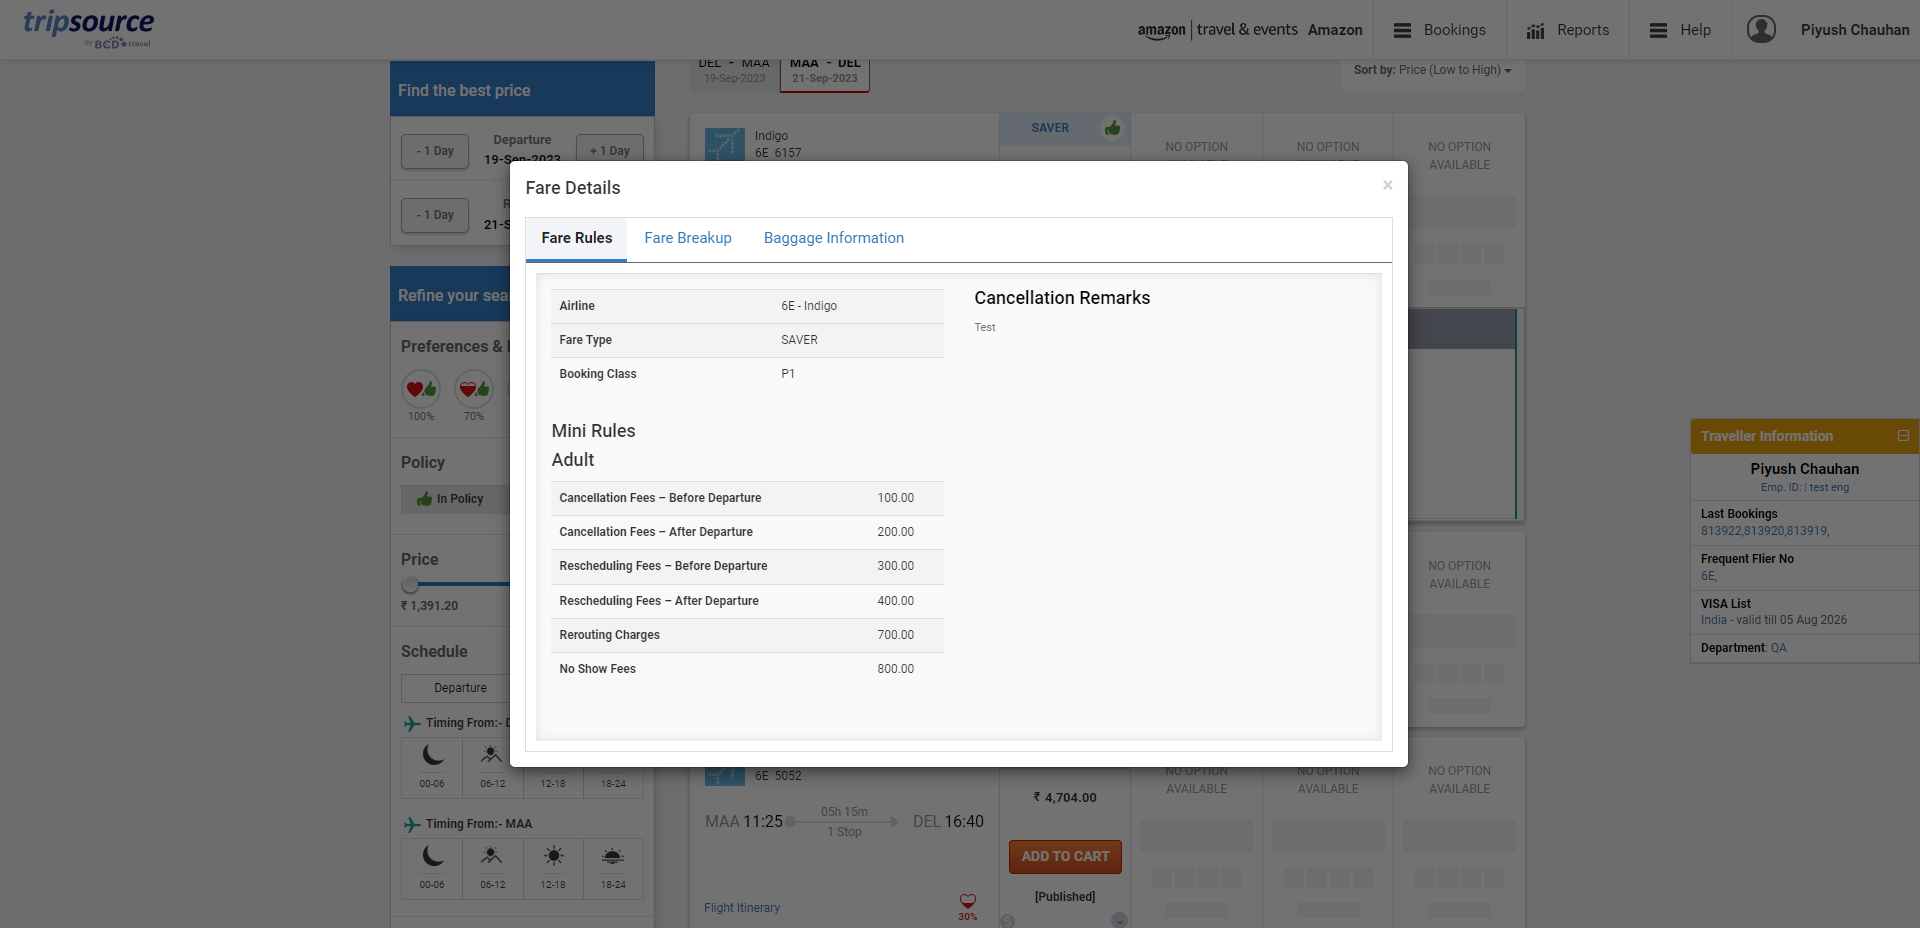 tripsource
by BCD travel
amazon | travel & events Amazon
Bookings
Reports
Help
Piyush Chauhan
Find the best price
- 1 Day
Departure
19-Sep-2023
+ 1 Day
- 1 Day
21-S
Refine your sea
Preferences &
100%
70%
Policy
In Policy
Price
₹ 1,391.20
Schedule
Departure
Timing From:- D
00-06
06-12
12-18
18-24
Timing From:- MAA
00-06
06-12
12-18
18-24
DEL - MAA
19-Sep-2023
MAA - DEL
21-Sep-2023
Sort by: Price (Low to High)
Indigo
6E 6157
SAVER
NO OPTION
AVAILABLE
NO OPTION
AVAILABLE
NO OPTION
AVAILABLE
Fare Details
×
Fare Rules
Fare Breakup
Baggage Information
Airline 6E - Indigo
Fare Type SAVER
Booking Class P1
Mini Rules
Adult
Cancellation Fees – Before Departure 100.00
Cancellation Fees – After Departure 200.00
Rescheduling Fees – Before Departure 300.00
Rescheduling Fees – After Departure 400.00
Rerouting Charges 700.00
No Show Fees 800.00
Cancellation Remarks
Test
NO OPTION
AVAILABLE
6E 5052
MAA 11:25
05h 15m
1 Stop
DEL 16:40
Flight Itinerary
30%
₹ 4,704.00
ADD TO CART
[Published]
NO OPTION
AVAILABLE
NO OPTION
AVAILABLE
NO OPTION
AVAILABLE
Traveller Information
Piyush Chauhan
Emp. ID: | test eng
Last Bookings
813922,813920,813919,
Frequent Flier No
6E,
VISA List
India - valid till 05 Aug 2026
Department: QA